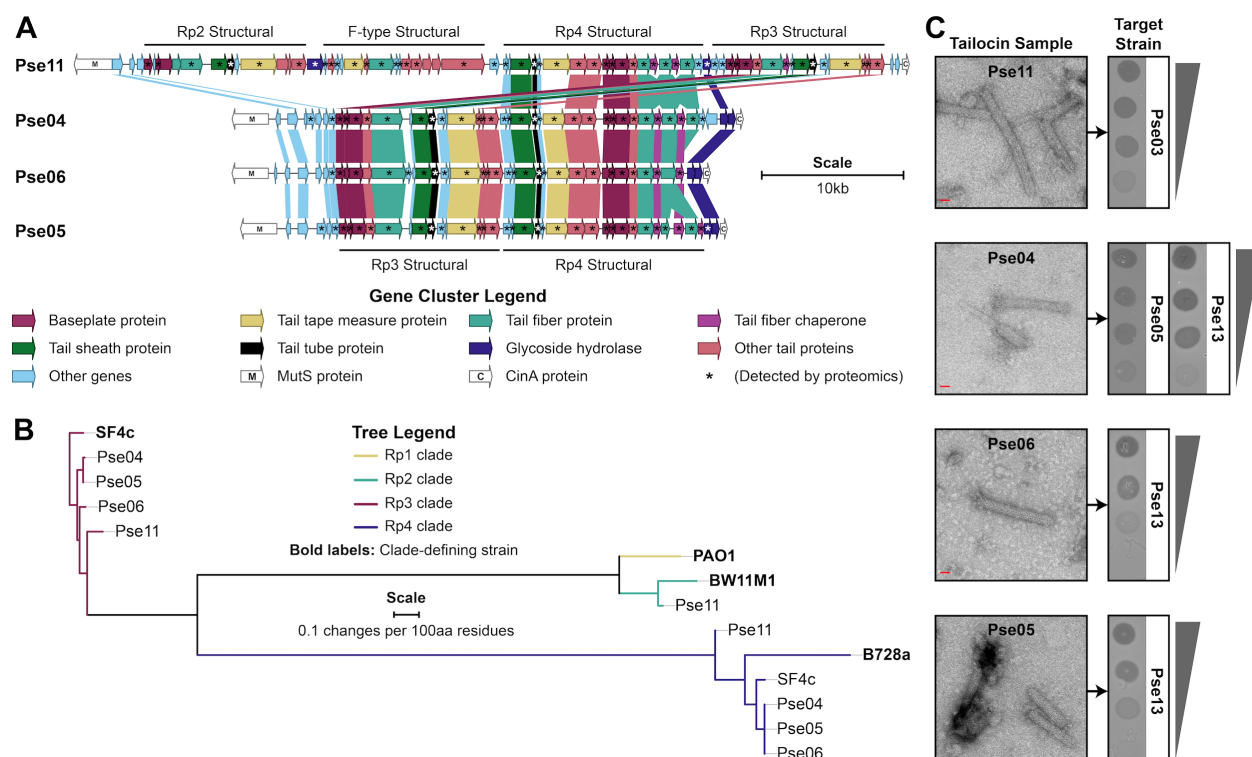 A
Rp2 Structural
F-type Structural
Rp4 Structural
Rp3 Structural
Pse11
M
*
C
Pse04
M
*
C
Pse06
M
*
C
Pse05
M
*
C
Scale
10kb
Rp3 Structural
Rp4 Structural
Gene Cluster Legend
Baseplate protein
Tail tape measure protein
Tail fiber protein
Tail fiber chaperone
Tail sheath protein
Tail tube protein
Glycoside hydrolase
Other tail proteins
Other genes
M MutS protein
C CinA protein
* (Detected by proteomics)
B
SF4c
Pse04
Pse05
Pse06
Pse11
Tree Legend
Rp1 clade
Rp2 clade
Rp3 clade
Rp4 clade
Bold labels: Clade-defining strain
Scale
0.1 changes per 100aa residues
PAO1
BW11M1
Pse11
Pse11
B728a
SF4c
Pse04
Pse05
Pse06
C
Tailocin Sample
Target
Strain
Pse11
Pse03
Pse04
Pse05
Pse13
Pse06
Pse13
Pse05
Pse13